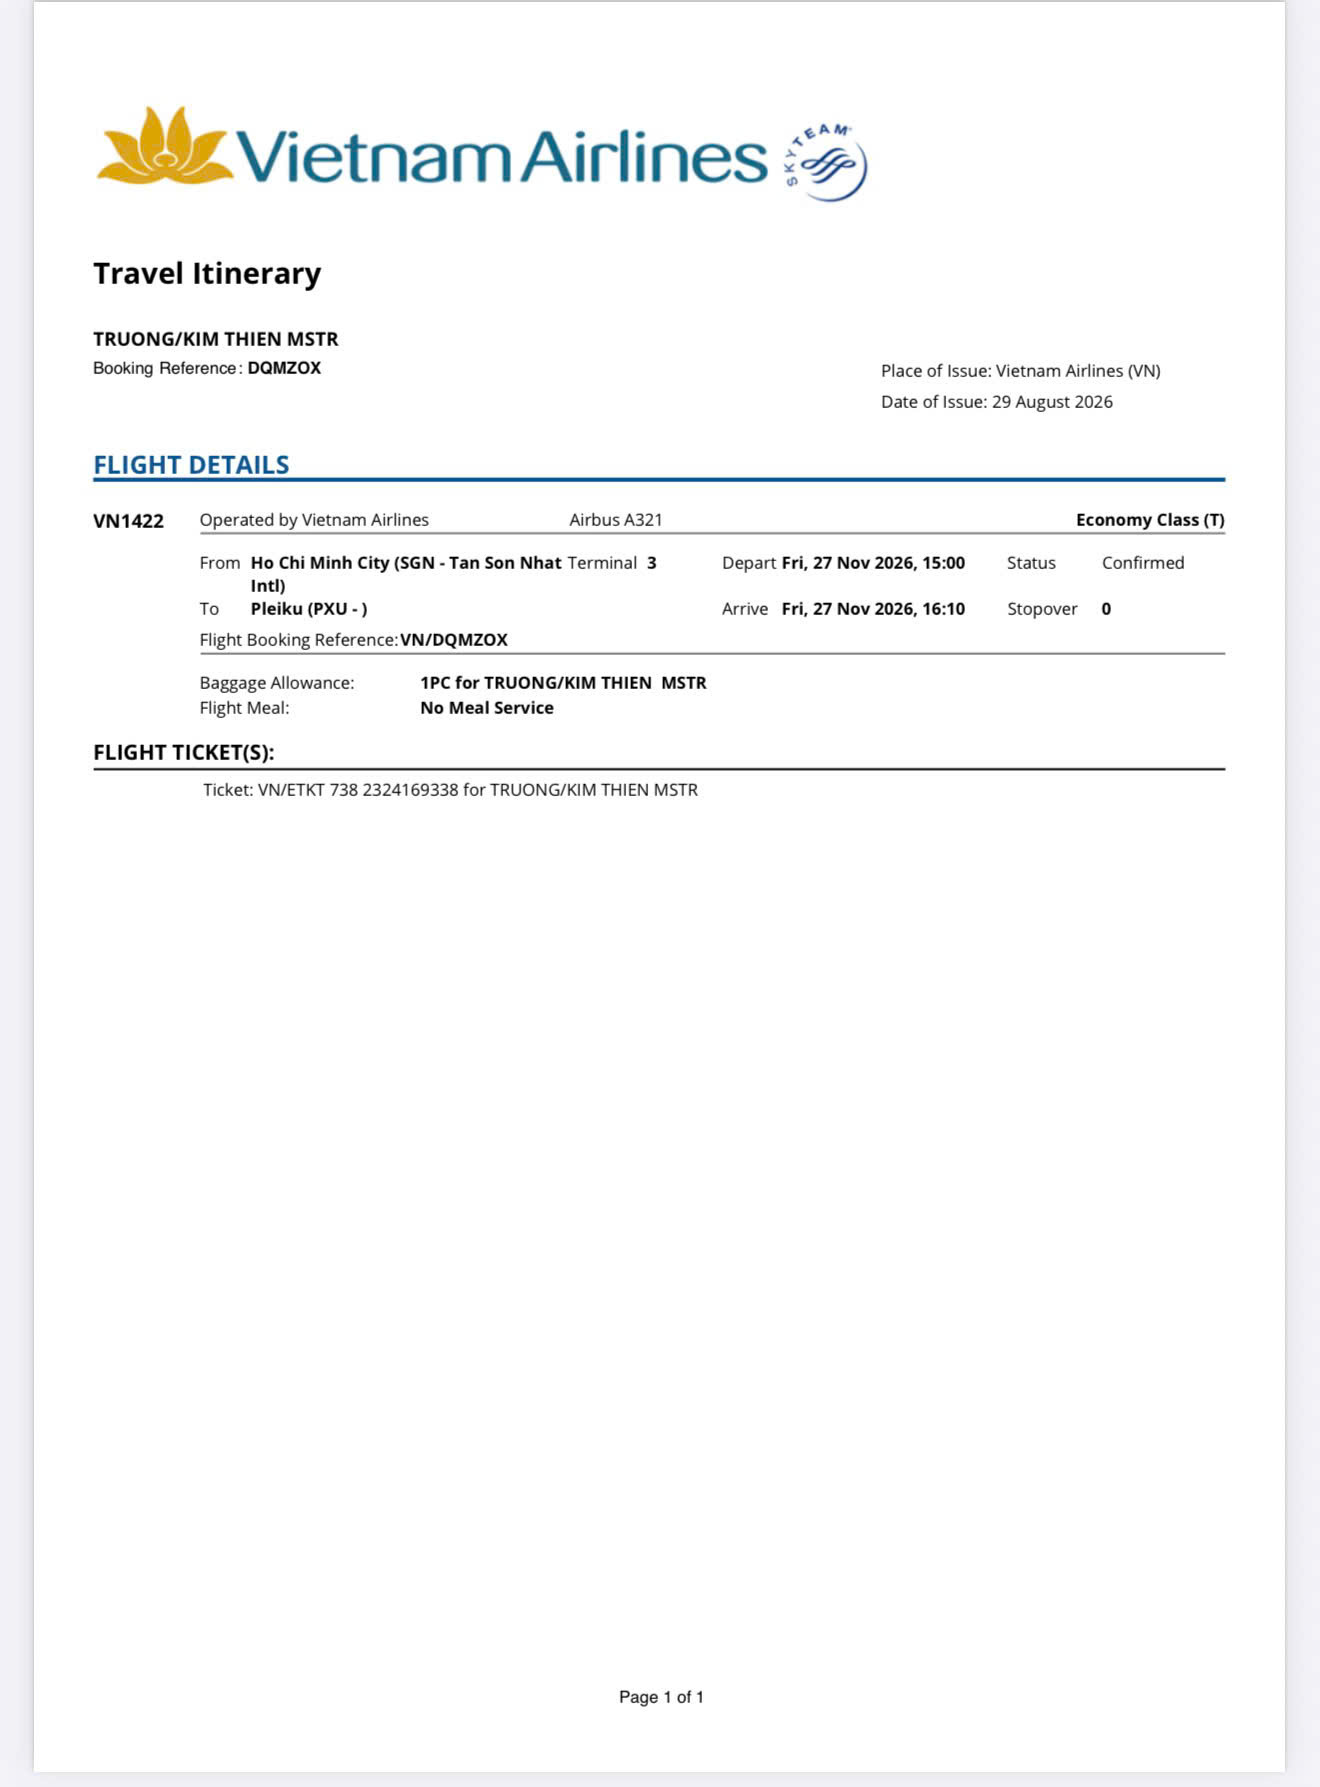 Vietnam Airlines
SKYTEAM
Travel Itinerary
TRUONG/KIM THIEN MSTR
Booking Reference: DQMZOX
Place of Issue: Vietnam Airlines (VN)
Date of Issue: 29 August 2026
FLIGHT DETAILS
VN1422 Operated by Vietnam Airlines Airbus A321 Economy Class (T)
From Ho Chi Minh City (SGN - Tan Son Nhat Terminal 3 Depart Fri, 27 Nov 2026, 15:00 Status Confirmed
Intl)
To Pleiku (PXU - ) Arrive Fri, 27 Nov 2026, 16:10 Stopover 0
Flight Booking Reference: VN/DQMZOX
Baggage Allowance: 1PC for TRUONG/KIM THIEN MSTR
Flight Meal: No Meal Service
FLIGHT TICKET(S):
Ticket: VN/ETKT 738 2324169338 for TRUONG/KIM THIEN MSTR
Page 1 of 1